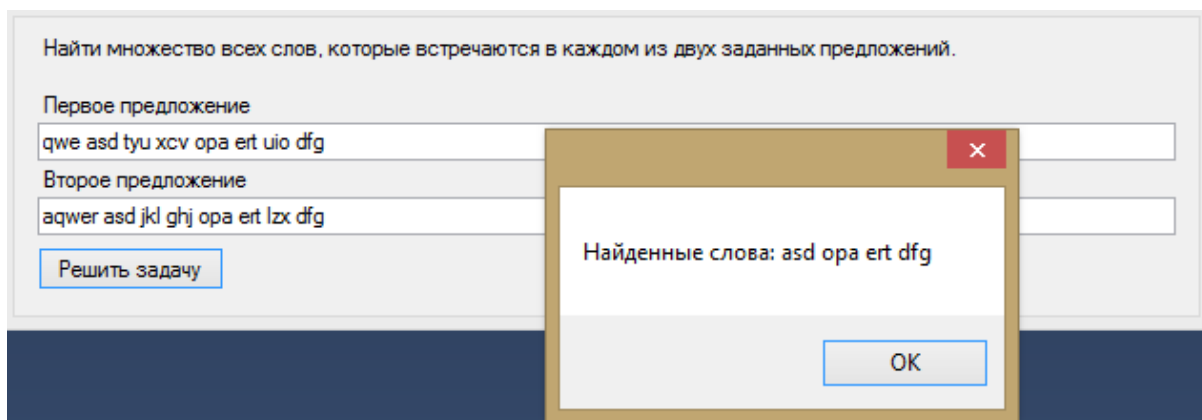 Найти множество всех слов, которые встречаются в каждом из двух заданных предложений.
Первое предложение
qwe asd tyu xcv opa ert uio dfg
Второе предложение
aqwer asd jkl ghj opa ert lzx dfg
Решить задачу
Найденные слова: asd opa ert dfg
OK